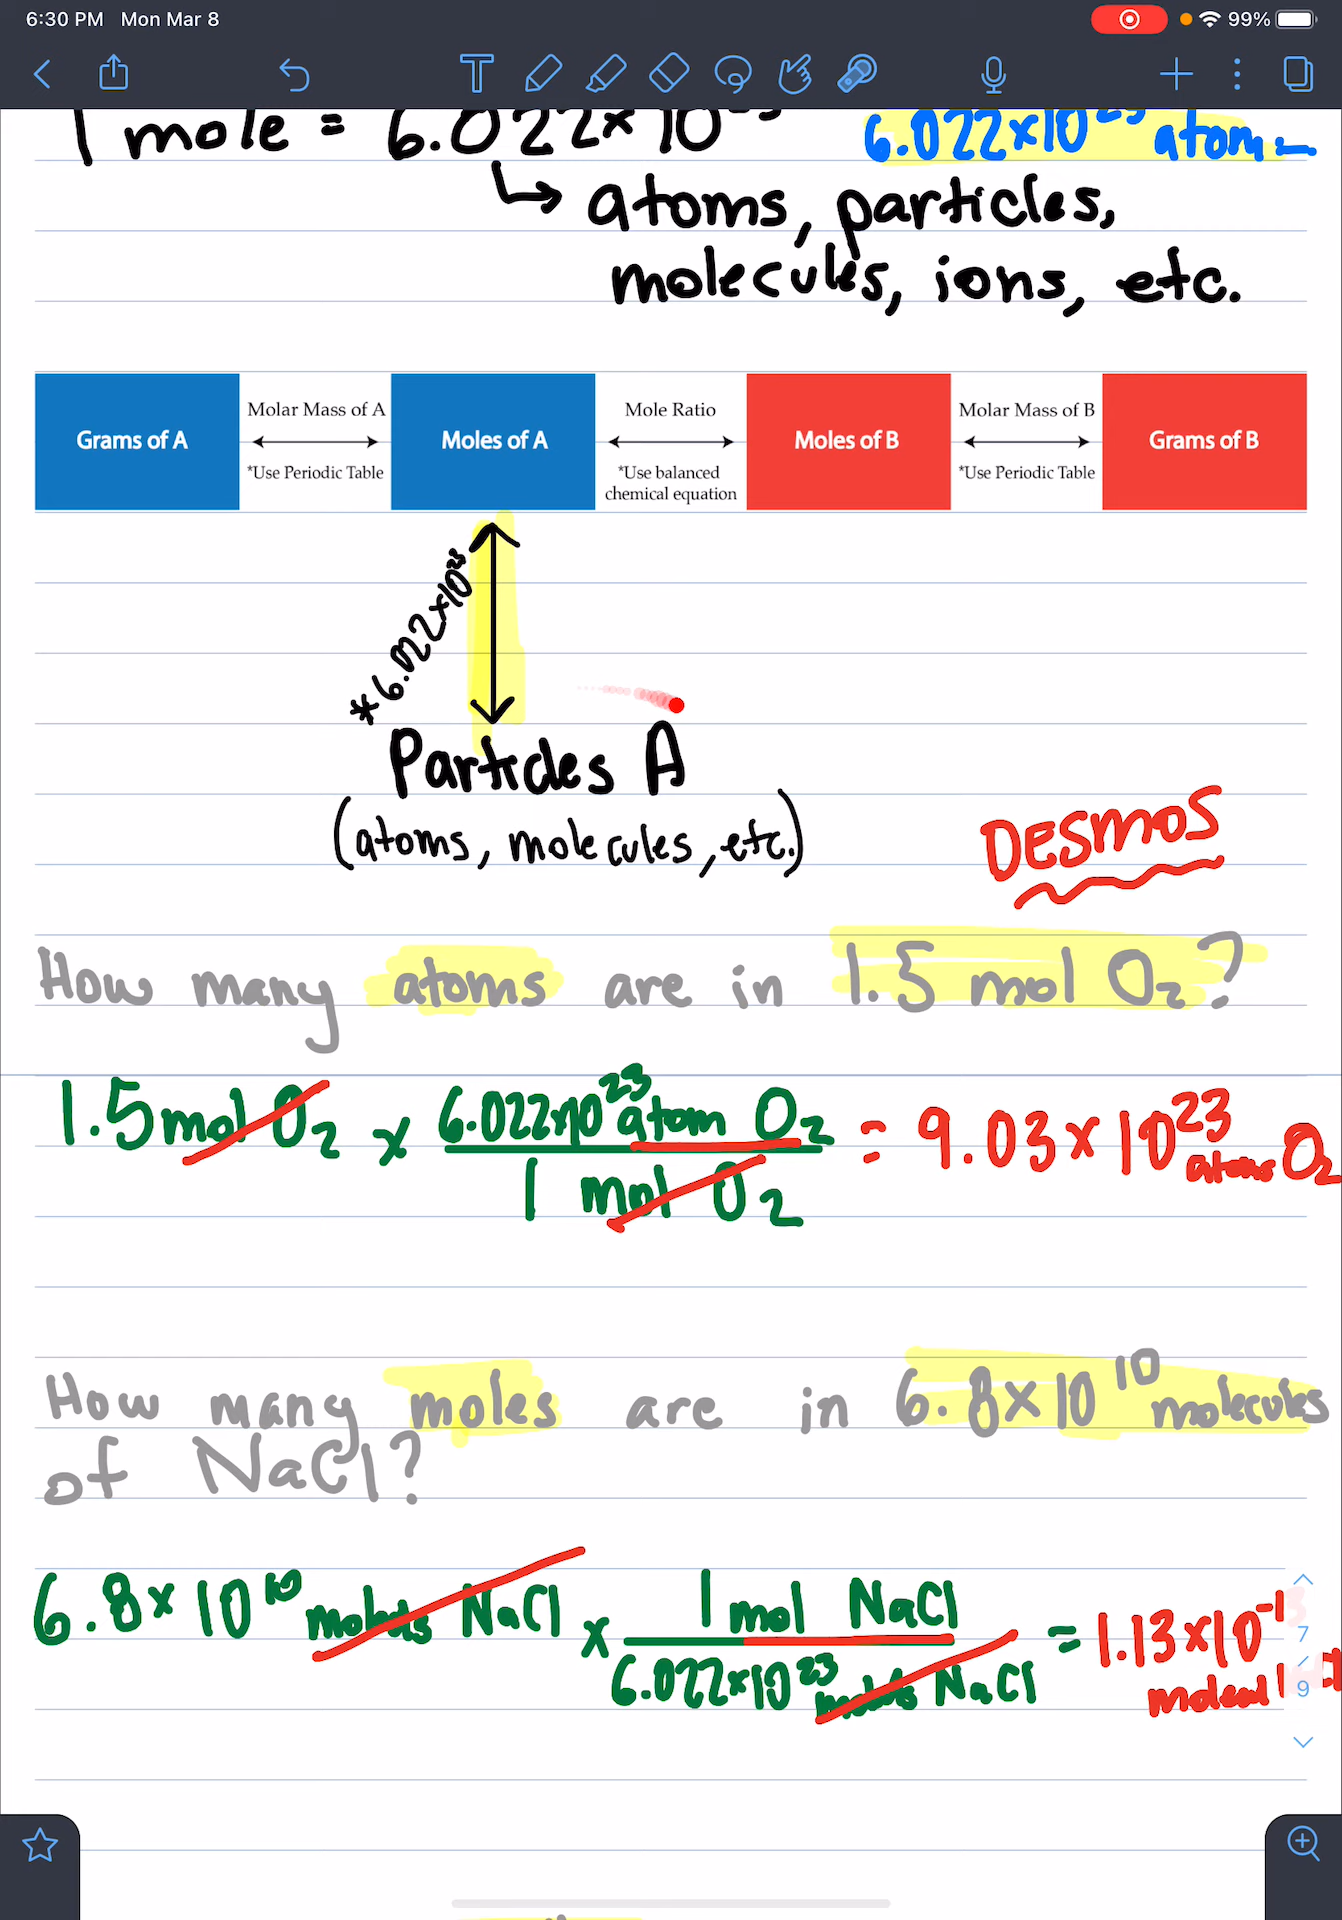 6:30 PM Mon Mar 8
99%
1 mole = 6.022×10²³
6.022×10²³ atoms
↳ atoms, particles,
molecules, ions, etc.
Grams of A
Molar Mass of A
*Use Periodic Table
Moles of A
Mole Ratio
*Use balanced
chemical equation
Moles of B
Molar Mass of B
*Use Periodic Table
Grams of B
*6.022×10²³
Particles A
(atoms, molecules, etc.)
DESMOS
How many atoms are in 1.5 mol O₂?
1.5 mol O₂ × 6.022×10²³ atom O₂ = 9.03×10²³ atoms O₂
1 mol O₂
How many moles are in 6.8×10¹⁰ molecules
of NaCl?
6.8×10¹⁰ NaCl × 1 mol NaCl = 1.13×10⁻¹
6.022×10²³ NaCl
7
/
9